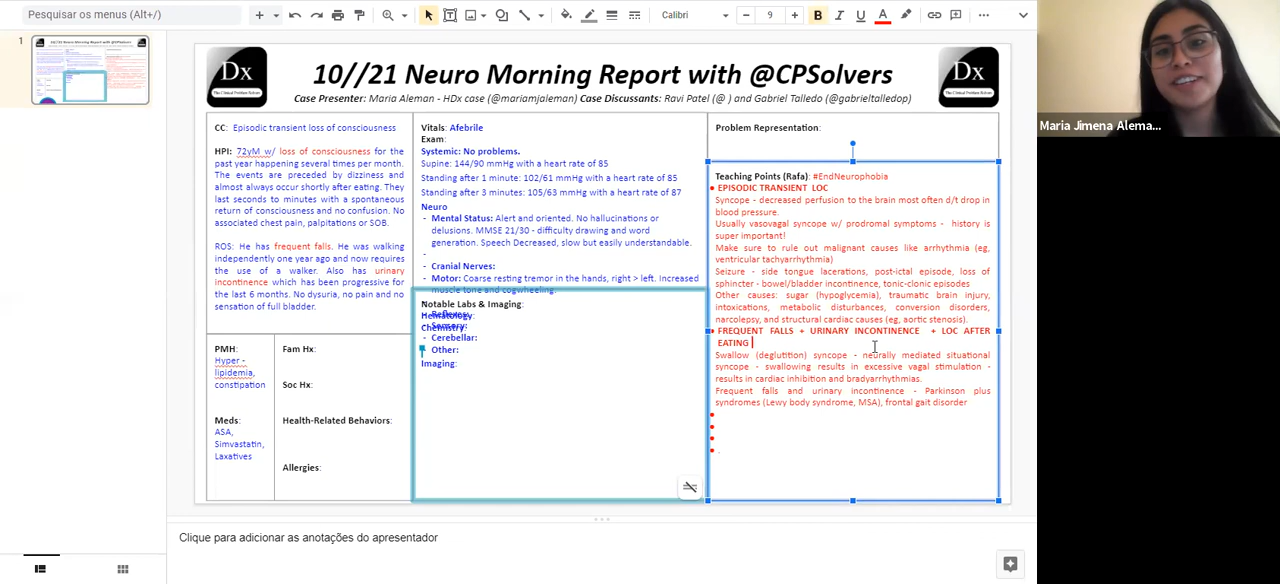 Pesquisar os menus (Alt+/)
Calibri
9
B
I
U
A
1
Dx
The Clinical Problem Solvers
10//21 Neuro Morning Report with @CPSolvers
Case Presenter: Maria Aleman - HDx case (@mariamjaleman) Case Discussants: Ravi Patel (@ ) and Gabriel Talledo (@gabrieltalledop)
Dx
CC: Episodic transient loss of consciousness
HPI: 72yM w/ loss of consciousness for the
past year happening several times per month.
The events are preceded by dizziness and
almost always occur shortly after eating. They
last seconds to minutes with a spontaneous
return of consciousness and no confusion. No
associated chest pain, palpitations or SOB.
ROS: He has frequent falls. He was walking
independently one year ago and now requires
the use of a walker. Also has urinary
incontinence which has been progressive for
the last 6 months. No dysuria, no pain and no
sensation of full bladder.
PMH:
Hyper -
lipidemia,
constipation
Meds:
ASA,
Simvastatin,
Laxatives
Fam Hx:
Soc Hx:
Health-Related Behaviors:
Allergies:
Vitals: Afebrile
Exam:
Systemic: No problems.
Supine: 144/90 mmHg with a heart rate of 85
Standing after 1 minute: 102/61 mmHg with a heart rate of 85
Standing after 3 minutes: 105/63 mmHg with a heart rate of 87
Neuro
- Mental Status: Alert and oriented. No hallucinations or
delusions. MMSE 21/30 - difficulty drawing and word
generation. Speech Decreased, slow but easily understandable.
-
- Cranial Nerves:
- Motor: Coarse resting tremor in the hands, right > left. Increased
muscle tone and cogwheeling.
Notable Labs & Imaging:
Reflexes:
Hematology:
Sensory:
Chemistry:
Cerebellar:
Other:
Imaging:
Problem Representation:
Teaching Points (Rafa): #EndNeurophobia
• EPISODIC TRANSIENT LOC
Syncope - decreased perfusion to the brain most often d/t drop in
blood pressure.
Usually vasovagal syncope w/ prodromal symptoms - history is
super important!
Make sure to rule out malignant causes like arrhythmia (eg,
ventricular tachyarrhythmia)
Seizure - side tongue lacerations, post-ictal episode, loss of
sphincter - bowel/bladder incontinence, tonic-clonic episodes
Other causes: sugar (hypoglycemia), traumatic brain injury,
intoxications, metabolic disturbances, conversion disorders,
narcolepsy, and structural cardiac causes (eg, aortic stenosis).
• FREQUENT FALLS + URINARY INCONTINENCE + LOC AFTER
EATING
Swallow (deglutition) syncope - neurally mediated situational
syncope - swallowing results in excessive vagal stimulation -
results in cardiac inhibition and bradyarrhythmias.
Frequent falls and urinary incontinence - Parkinson plus
syndromes (Lewy body syndrome, MSA), frontal gait disorder
•
•
•
• .
Clique para adicionar as anotações do apresentador
Maria Jimena Alema...